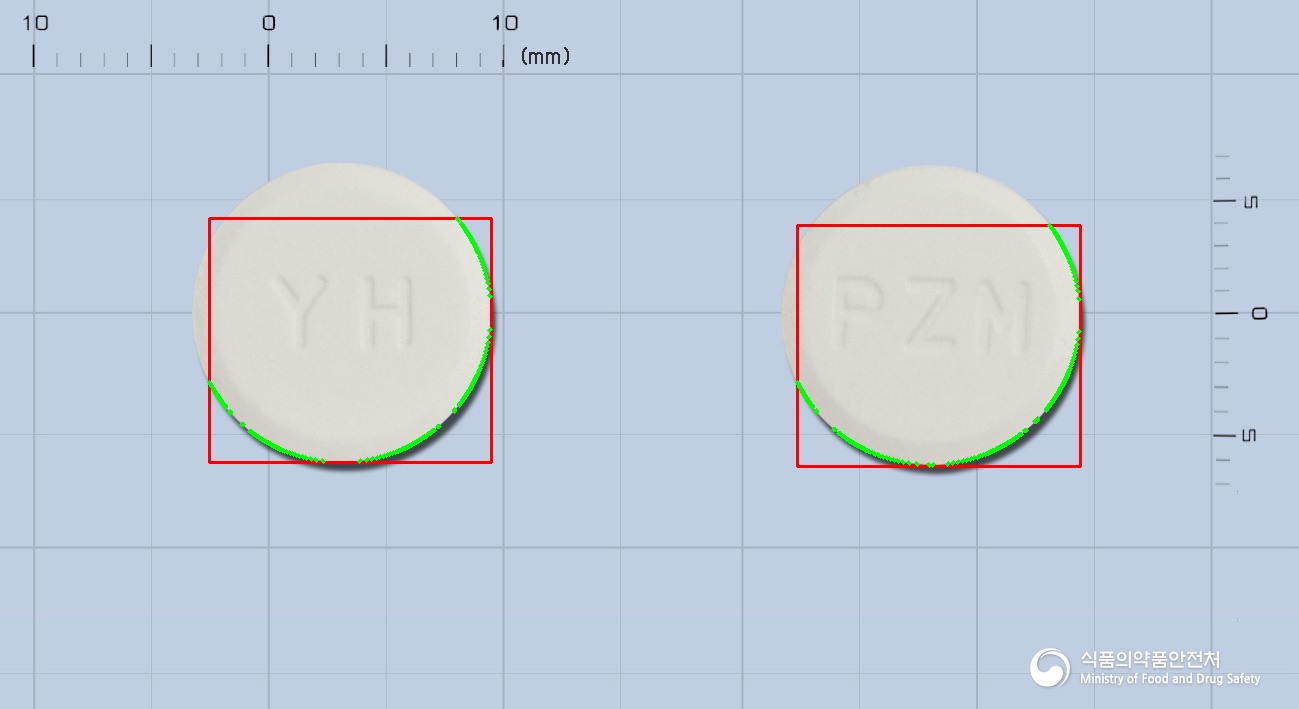 10 0 10
(mm)
YH
PZM
5
0
5
식품의약품안전처
Ministry of Food and Drug Safety